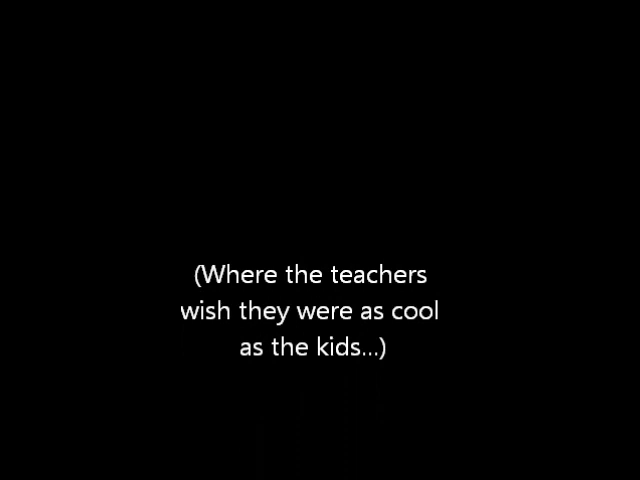 (Where the teachers
wish they were as cool
as the kids...)